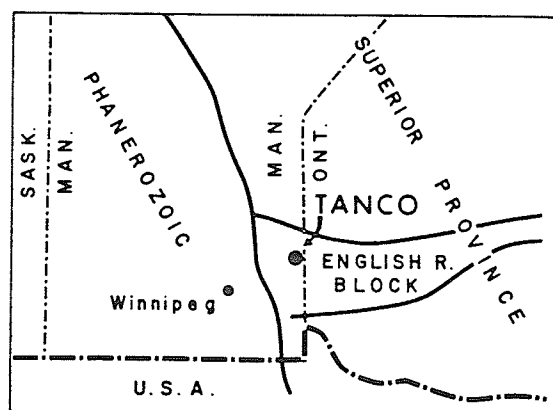 SASK.
MAN.
PHANEROZOIC
MAN.
ONT.
SUPERIOR PROVINCE
TANCO
ENGLISH R.
BLOCK
Winnipeg
U.S.A.